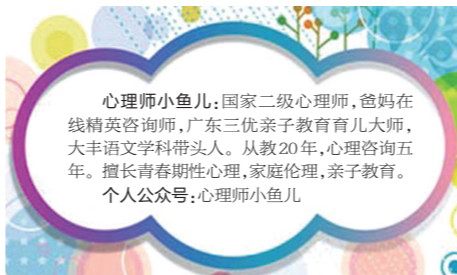 心理师小鱼儿:国家二级心理师,爸妈在
线精英咨询师,广东三优亲子教育育儿大师,
大丰语文学科带头人。从教20年,心理咨询五
年。擅长青春期性心理,家庭伦理,亲子教育。
个人公众号:心理师小鱼儿